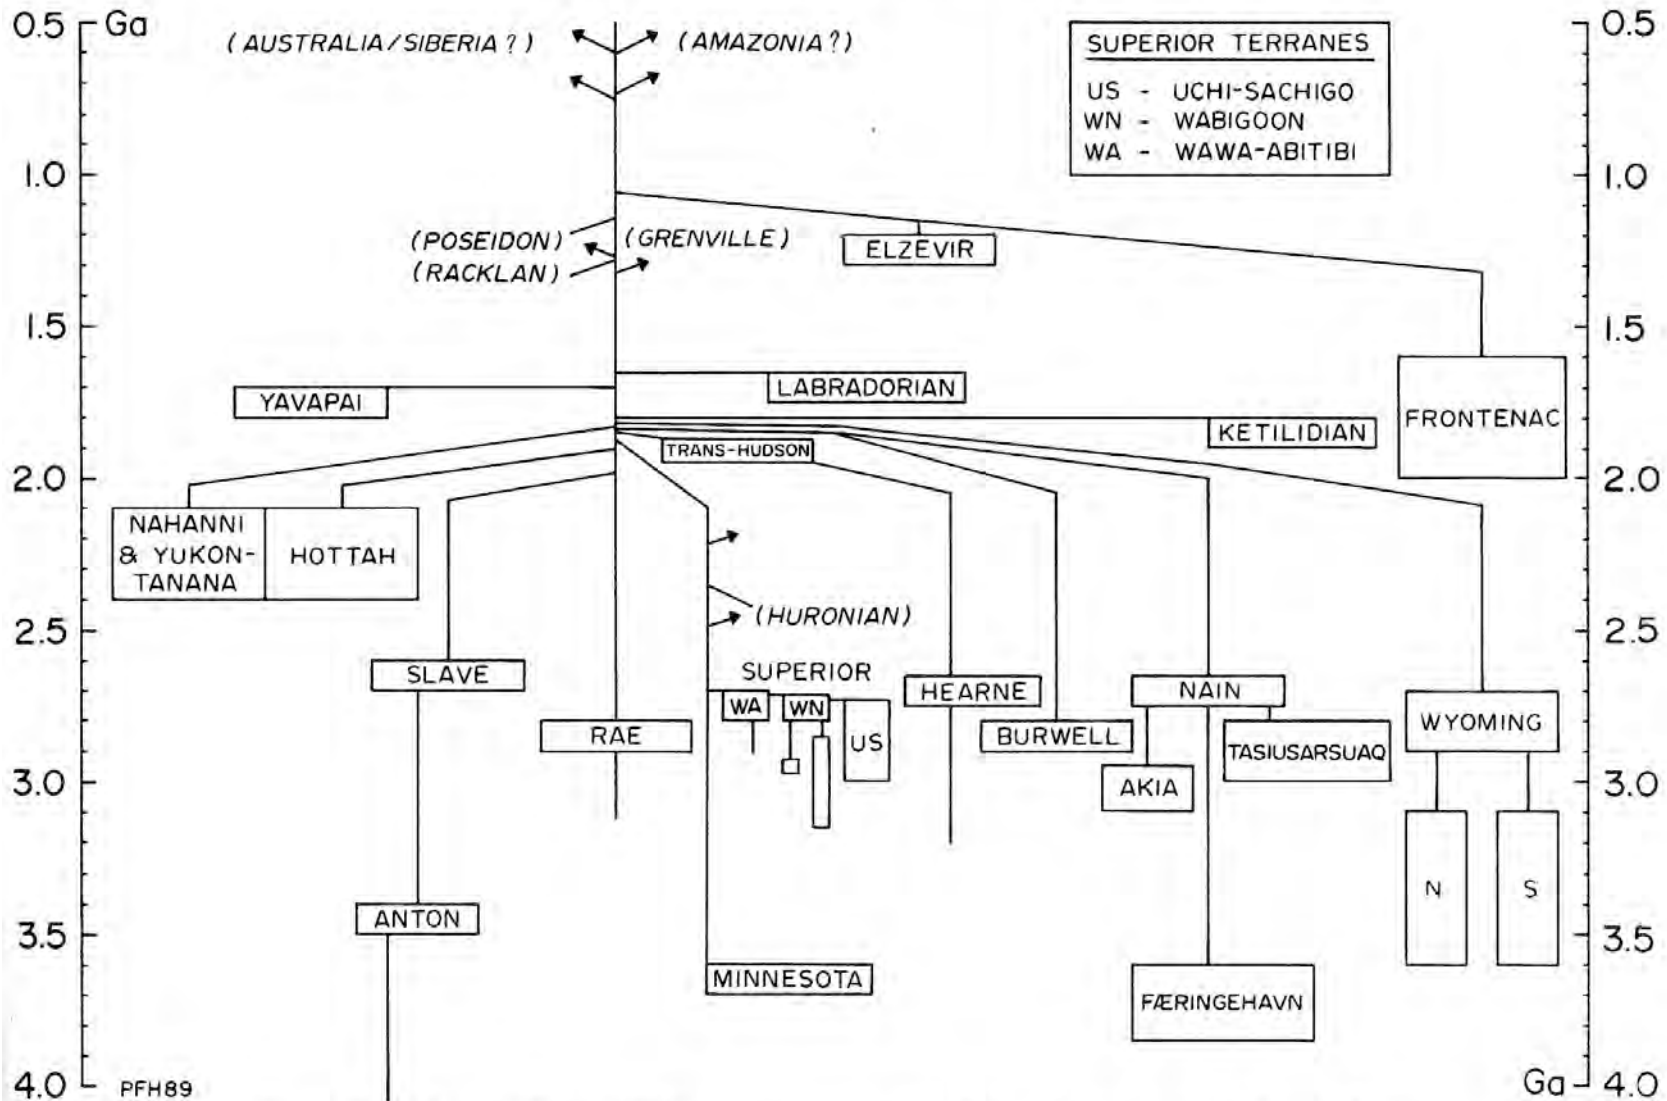 0.5 Ga
(AUSTRALIA/SIBERIA?)
(AMAZONIA?)
SUPERIOR TERRANES
US - UCHI-SACHIGO
WN - WABIGOON
WA - WAWA-ABITIBI
0.5
1.0
1.0
(POSEIDON)
(GRENVILLE)
(RACKLAN)
ELZEVIR
1.5
1.5
LABRADORIAN
YAVAPAI
FRONTENAC
KETILIDIAN
TRANS-HUDSON
2.0
2.0
NAHANNI
& YUKON-
TANANA
HOTTAH
(HURONIAN)
2.5
2.5
SLAVE
SUPERIOR
HEARNE
NAIN
WA
WN
US
RAE
BURWELL
TASIUSARSUAQ
WYOMING
AKIA
3.0
3.0
N
S
ANTON
3.5
3.5
MINNESOTA
FÆRINGEHAVN
4.0
PFH89
Ga
4.0